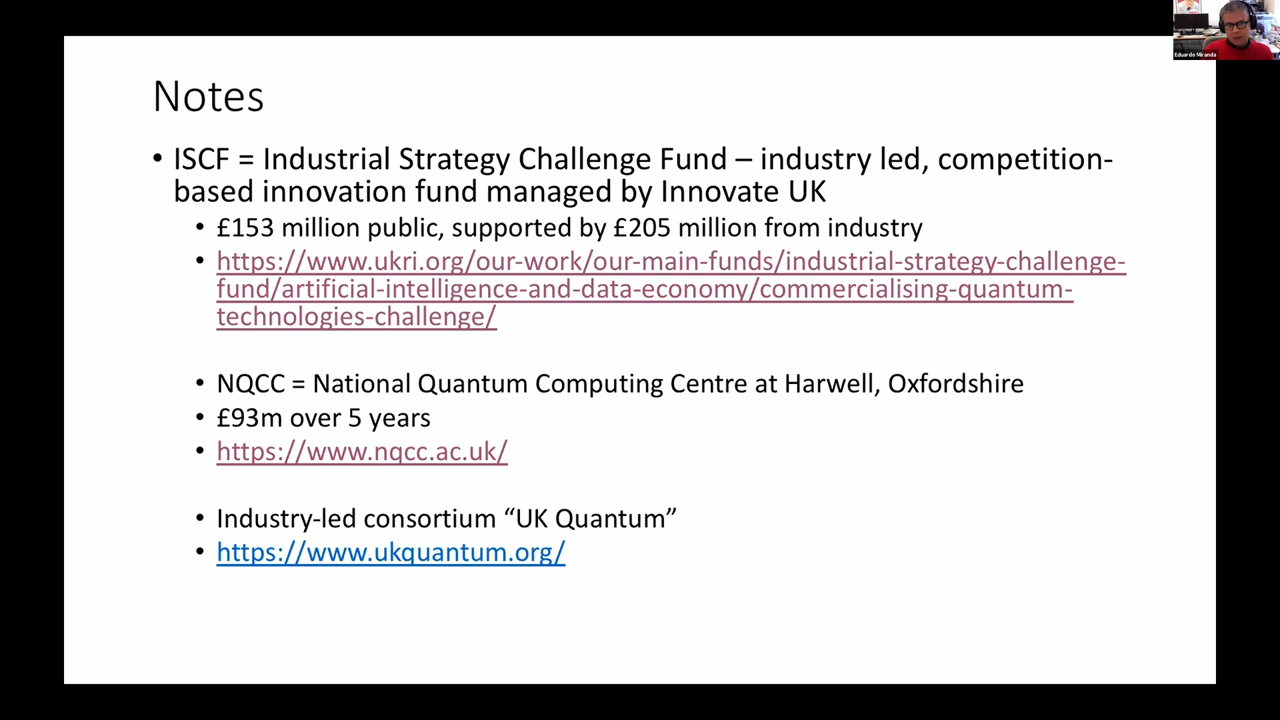 Eduardo Miranda
Notes
• ISCF = Industrial Strategy Challenge Fund – industry led, competition-
based innovation fund managed by Innovate UK
• £153 million public, supported by £205 million from industry
• https://www.ukri.org/our-work/our-main-funds/industrial-strategy-challenge-
fund/artificial-intelligence-and-data-economy/commercialising-quantum-
technologies-challenge/
• NQCC = National Quantum Computing Centre at Harwell, Oxfordshire
• £93m over 5 years
• https://www.nqcc.ac.uk/
• Industry-led consortium “UK Quantum”
• https://www.ukquantum.org/